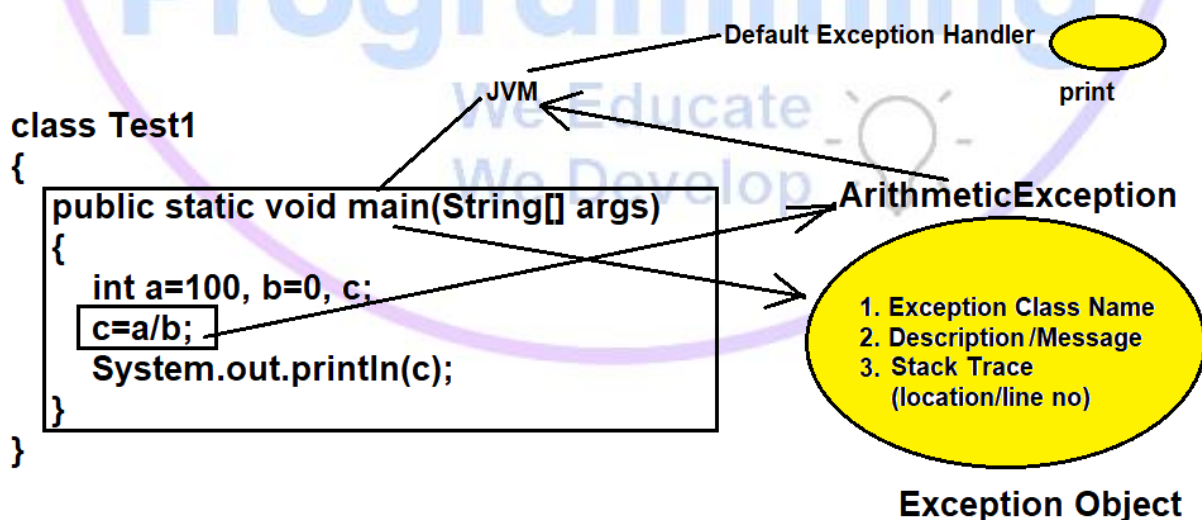 Programming
Default Exception Handler
print
JVM
We Educate
We Develop
class Test1
{
public static void main(String[] args)
{
int a=100, b=0, c;
c=a/b;
System.out.println(c);
}
}
ArithmeticException
1. Exception Class Name
2. Description/Message
3. Stack Trace
(location/line no)
Exception Object